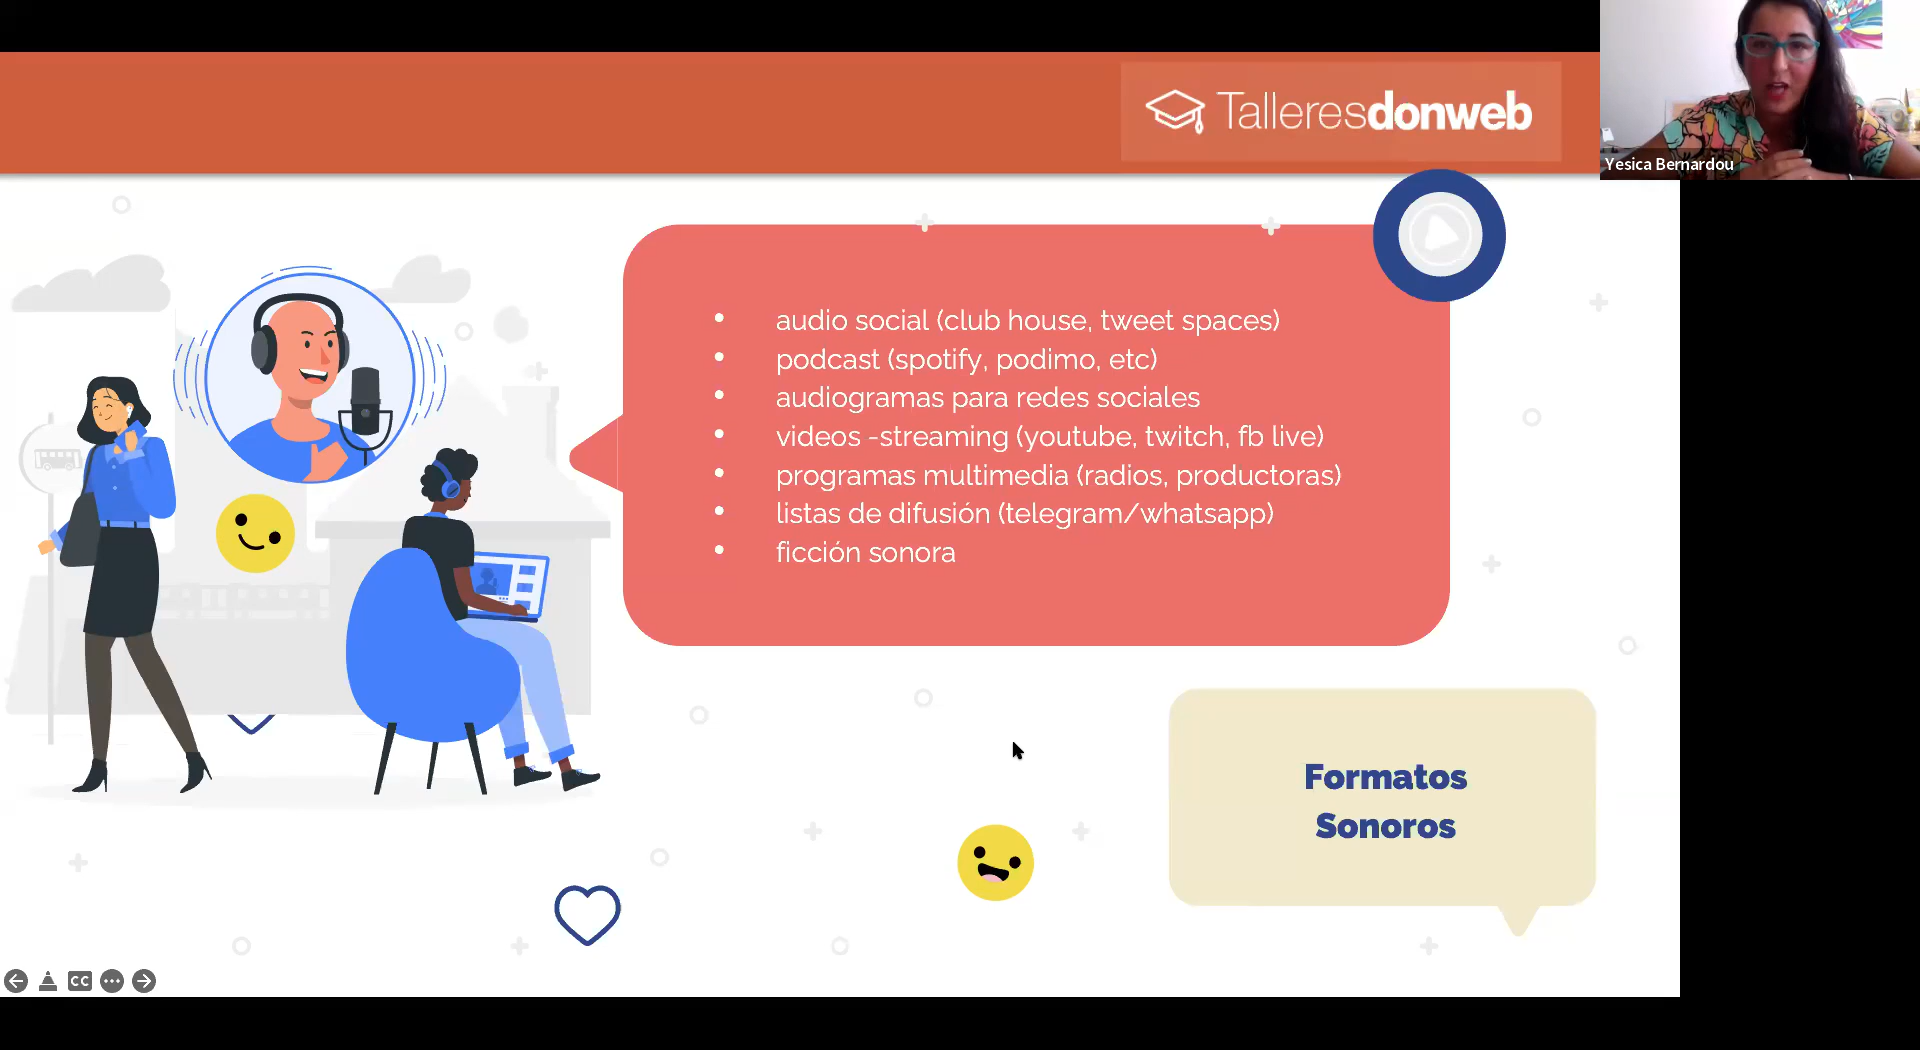 Talleresdonweb
Yesica Bernardou
• audio social (club house, tweet spaces)
• podcast (spotify, podimo, etc)
• audiogramas para redes sociales
• videos -streaming (youtube, twitch, fb live)
• programas multimedia (radios, productoras)
• listas de difusión (telegram/whatsapp)
• ficción sonora
Formatos
Sonoros
CC